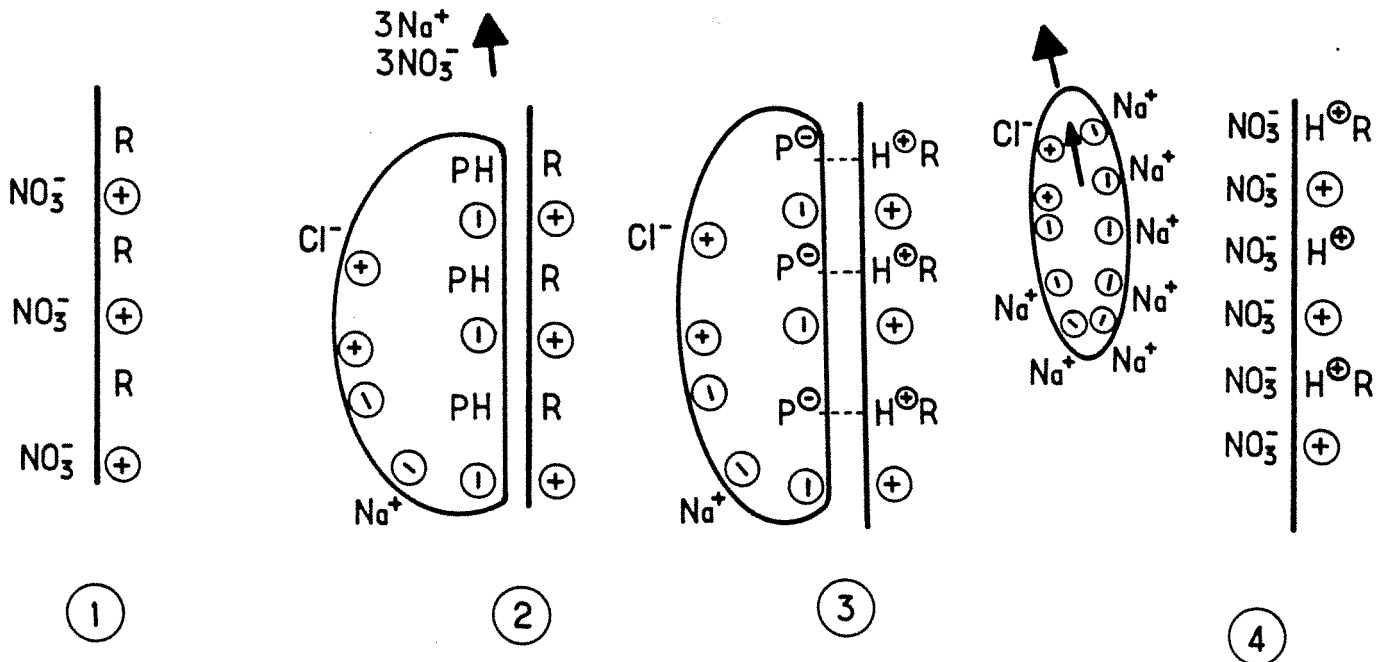 R
NO₃⁻ ⊕
R
NO₃⁻ ⊕
R
NO₃⁻ ⊕
①
3Na⁺
3NO₃⁻
PH R
⊖ ⊕
Cl⁻
⊕
PH R
⊖ ⊕
⊕
⊖
PH R
⊖
⊖ ⊕
Na⁺
②
P⊖ H⊕R
⊖ ⊕
Cl⁻ ⊕
P⊖ H⊕R
⊖ ⊕
⊕
⊖
P⊖ H⊕R
⊖
⊖ ⊕
Na⁺
③
Na⁺
Cl⁻ ⊖
⊕
Na⁺
⊖
⊕
⊖ ⊖ Na⁺
⊖ ⊖ Na⁺
Na⁺
⊖ ⊖
Na⁺ Na⁺
NO₃⁻ H⊕R
NO₃⁻ ⊕
NO₃⁻ H⊕
NO₃⁻ ⊕
NO₃⁻ H⊕R
NO₃⁻ ⊕
④